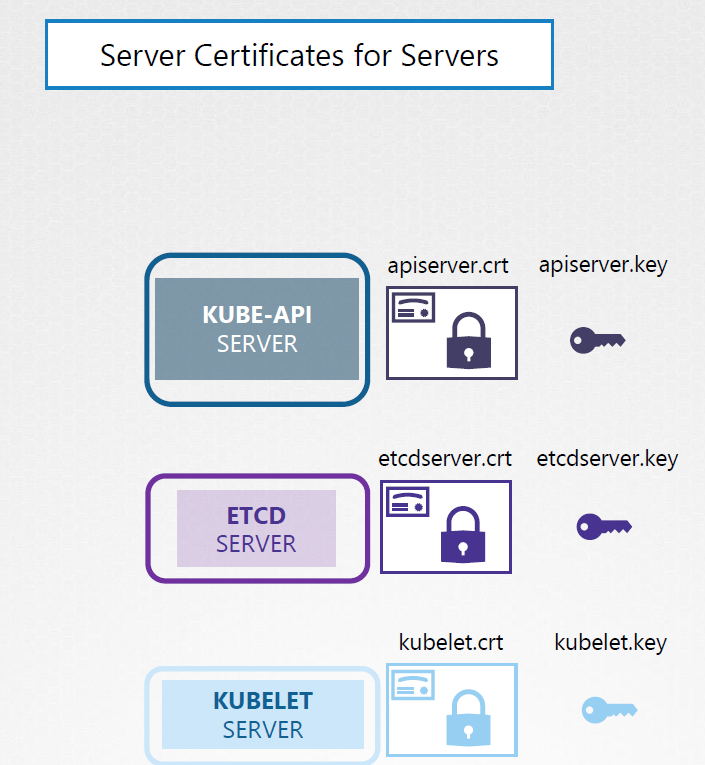 Server Certificates for Servers
apiserver.crt
apiserver.key
KUBE-API
SERVER
etcdserver.crt
etcdserver.key
ETCD
SERVER
kubelet.crt
kubelet.key
KUBELET
SERVER